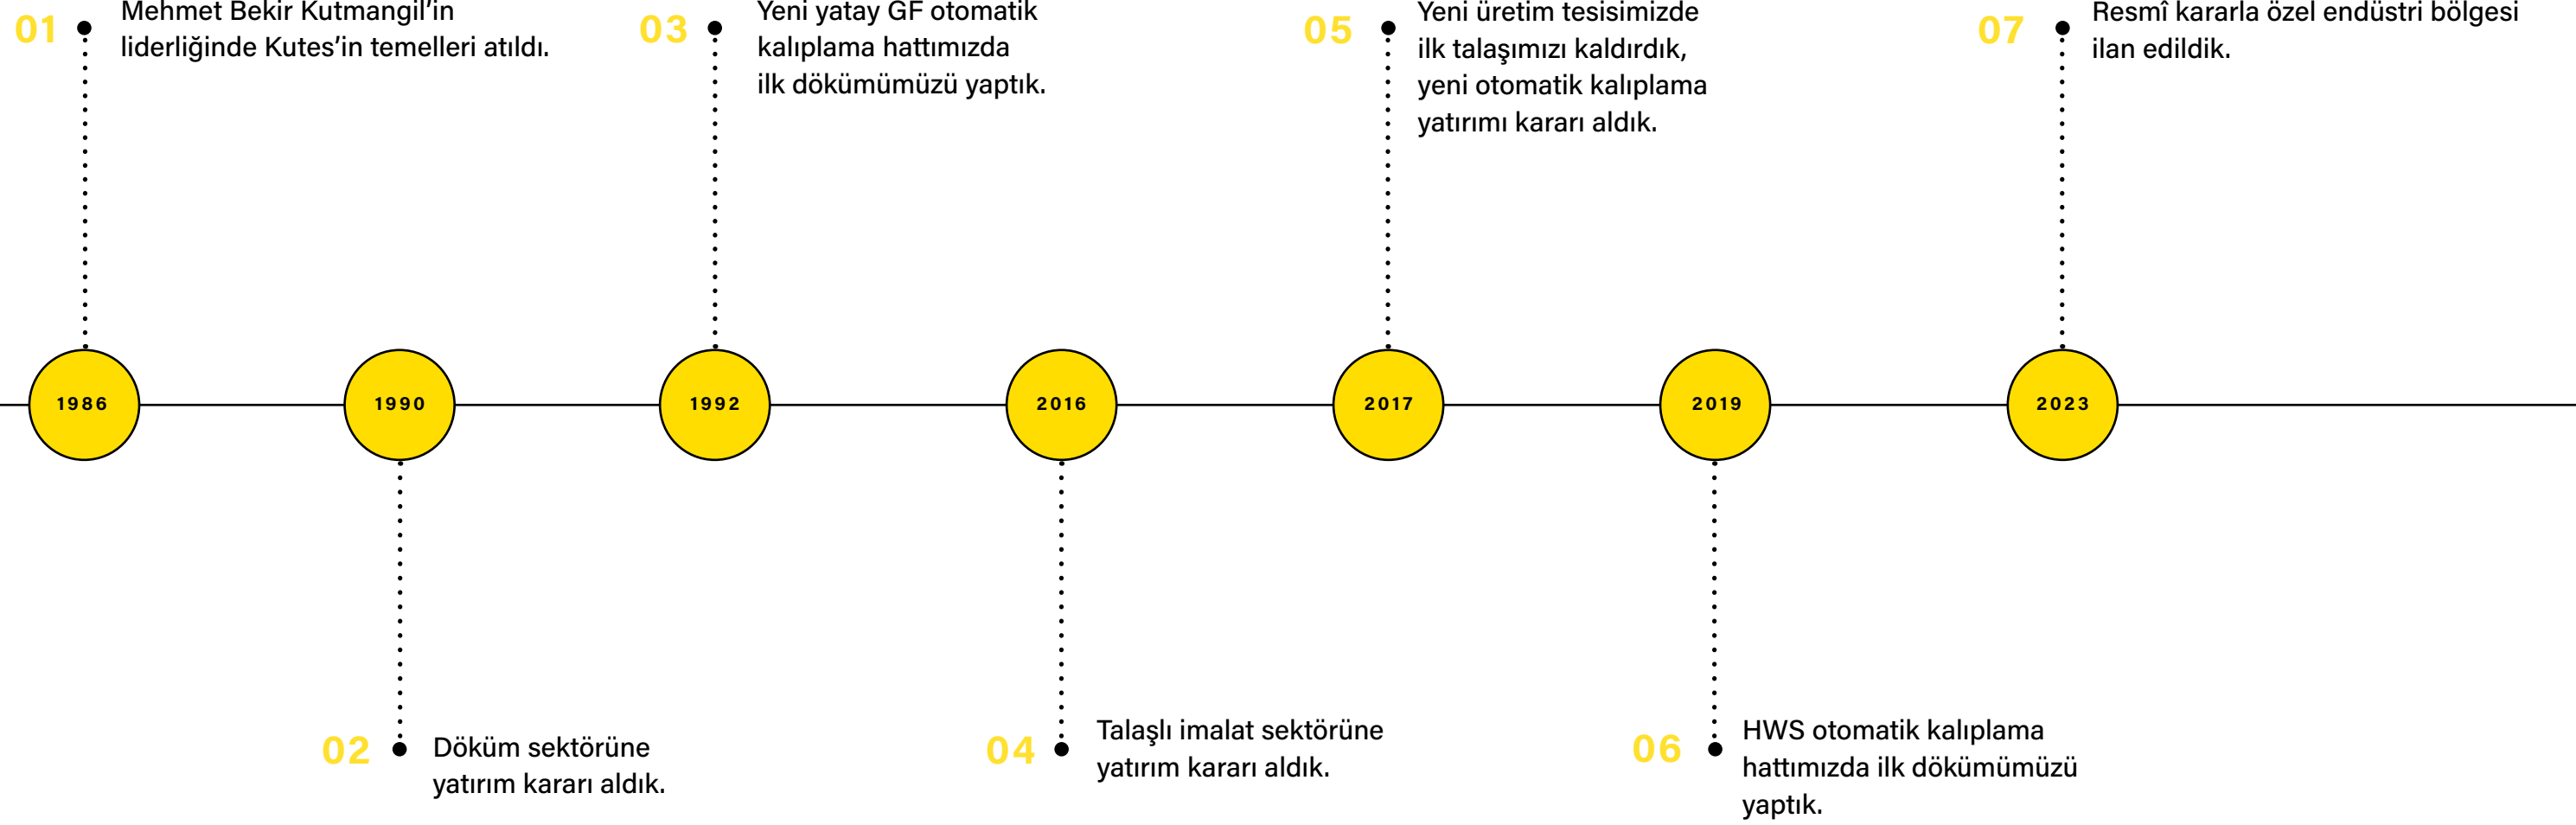 01
Mehmet Bekir Kutmangil’in
liderliğinde Kutes’in temelleri atıldı.
03
Yeni yatay GF otomatik
kalıplama hattımızda
ilk dökümümüzü yaptık.
05
Yeni üretim tesisimizde
ilk talaşımızı kaldırdık,
yeni otomatik kalıplama
yatırımı kararı aldık.
07
Resmî kararla özel endüstri bölgesi
ilan edildik.
1986
1990
1992
2016
2017
2019
2023
02
Döküm sektörüne
yatırım kararı aldık.
04
Talaşlı imalat sektörüne
yatırım kararı aldık.
06
HWS otomatik kalıplama
hattımızda ilk dökümümüzü
yaptık.